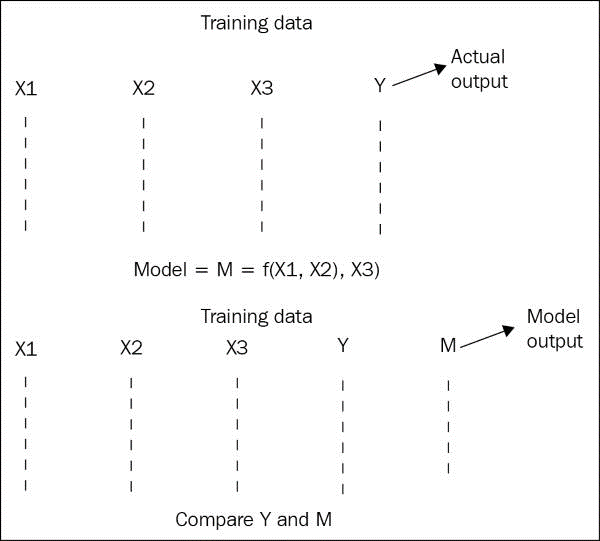 Training data
Actual
output
X1 X2 X3 Y
Model = M = f(X1, X2), X3)
Training data
Model
output
X1 X2 X3 Y M
Compare Y and M